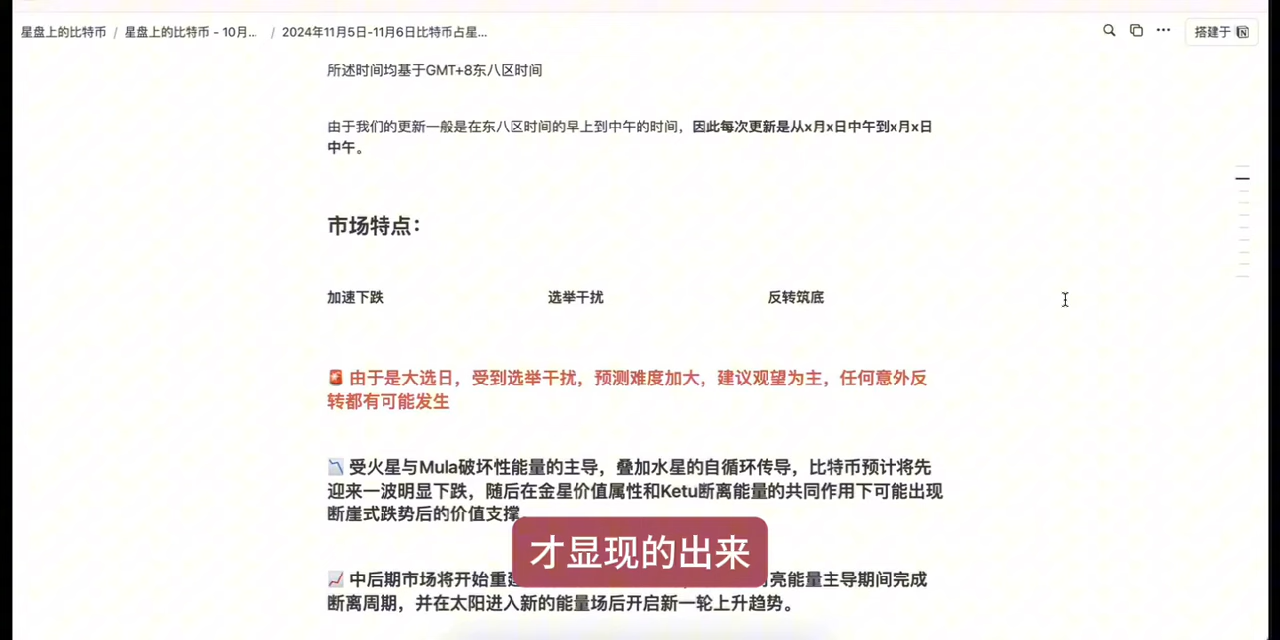 星盘上的比特币 / 星盘上的比特币 - 10月... / 2024年11月5日-11月6日比特币占星...
搭建于
所述时间均基于GMT+8东八区时间
由于我们的更新一般是在东八区时间的早上到中午的时间，因此每次更新是从x月x日中午到x月x日
中午。
市场特点：
加速下跌 选举干扰 反转筑底
🚨 由于是大选日，受到选举干扰，预测难度加大，建议观望为主，任何意外反
转都有可能发生
📉 受火星与Mula破坏性能量的主导，叠加水星的自循环传导，比特币预计将先
迎来一波明显下跌，随后在金星价值属性和Ketu断离能量的共同作用下可能出现
断崖式跌势后的价值支撑。
才显现的出来
📈 中后期市场将开始重 亮能量主导期间完成
断离周期，并在太阳进入新的能量场后开启新一轮上升趋势。